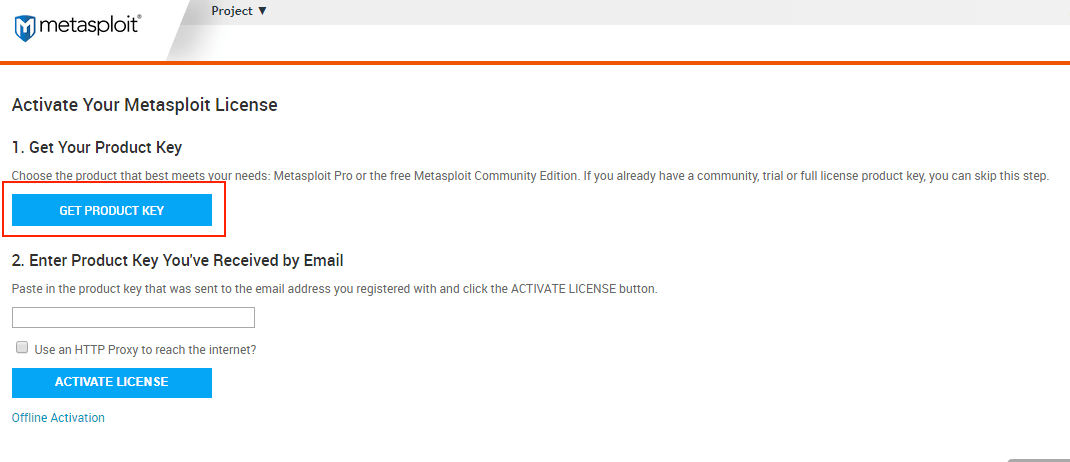 Project ▼
metasploit®
Activate Your Metasploit License
1. Get Your Product Key
Choose the product that best meets your needs: Metasploit Pro or the free Metasploit Community Edition. If you already have a community, trial or full license product key, you can skip this step.
GET PRODUCT KEY
2. Enter Product Key You've Received by Email
Paste in the product key that was sent to the email address you registered with and click the ACTIVATE LICENSE button.
Use an HTTP Proxy to reach the internet?
ACTIVATE LICENSE
Offline Activation